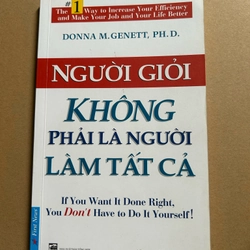 #1 Way to Increase Your Efficiency
and Make Your Job and Your Life Better
DONNA M. GENETT, PH. D.
NGƯỜI GIỎI
KHÔNG
PHẢI LÀ NGƯỜI
LÀM TẤT CẢ
If You Want It Done Right,
You Don't Have to Do It Yourself!
First News